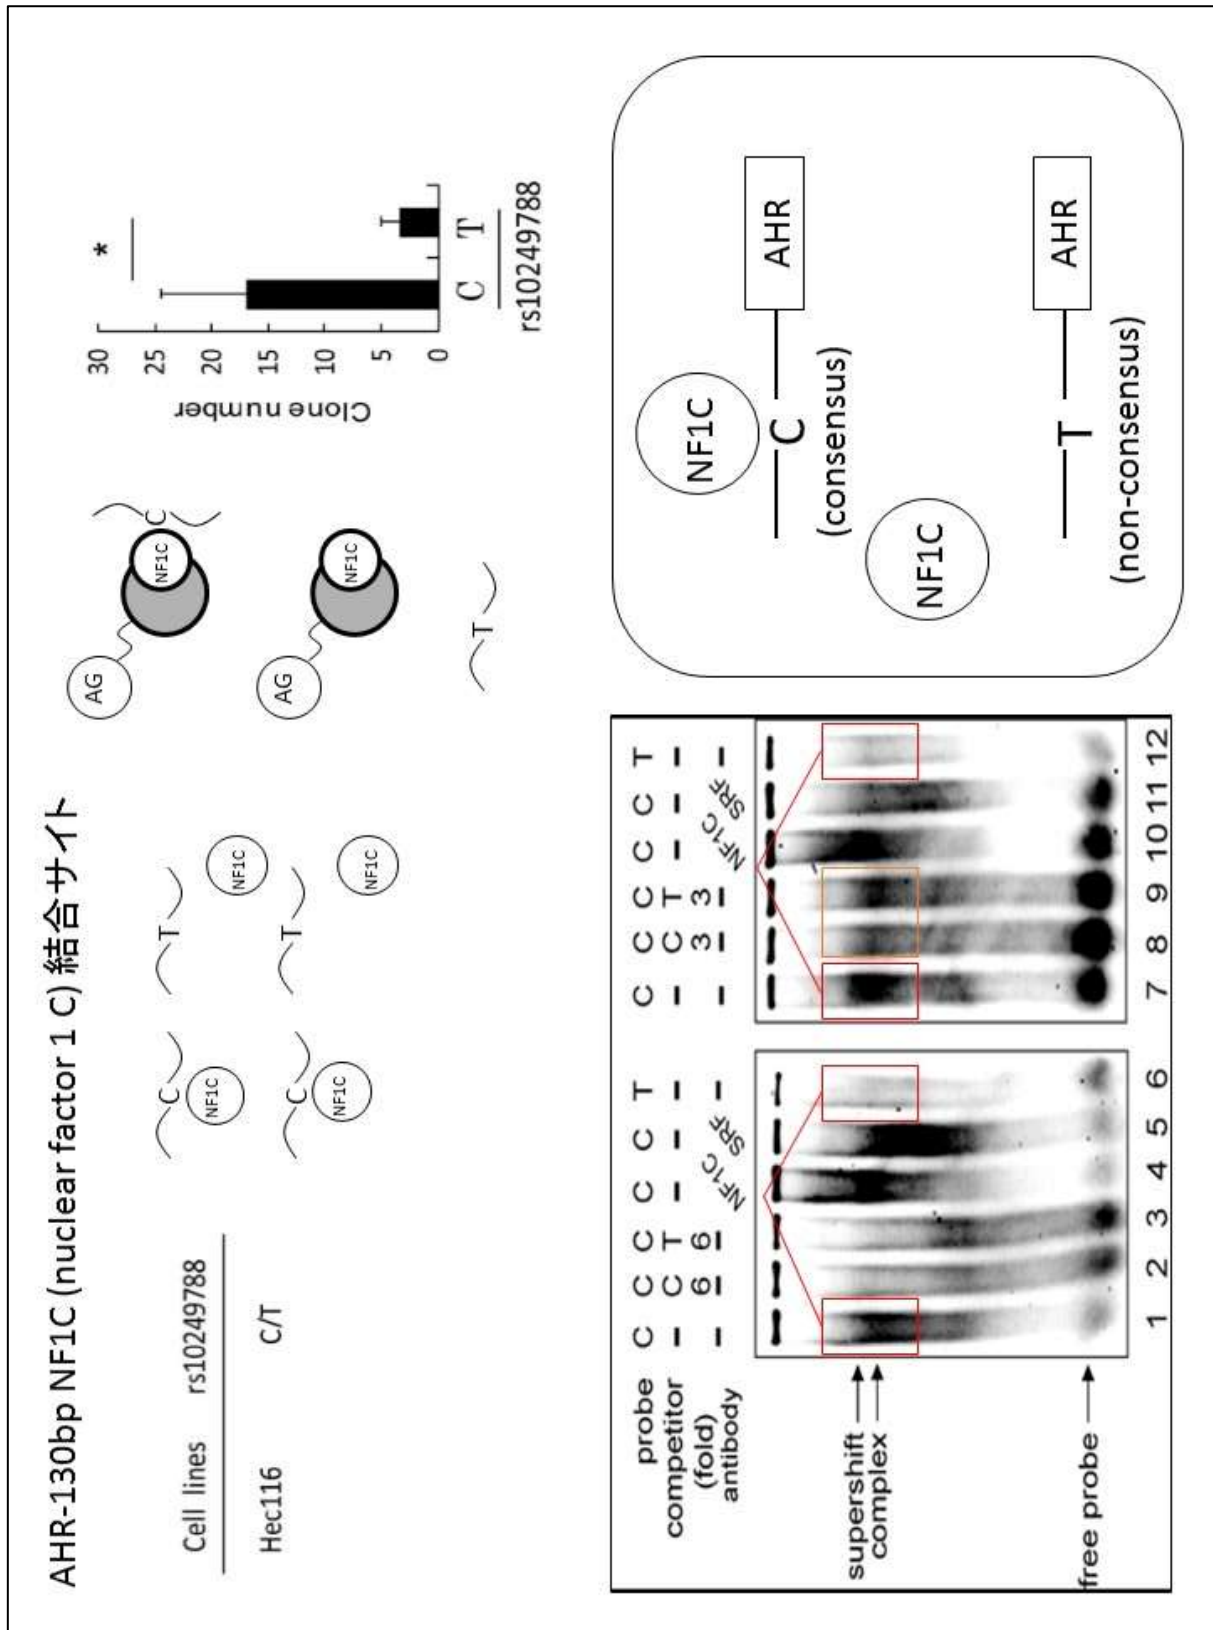 AHR-130bp NF1C (nuclear factor 1 C) 結合サイト
Cell lines rs10249788
Hec116 C/T
C T
NF1C NF1C
C T
NF1C NF1C
AG NF1C C
AG NF1C
T
Clone number
30
25
20
15
10
5
0
*
C T
rs10249788
probe C C C C C T C C C C C T
competitor - C T - - - - C T - - -
(fold) 6 6 3 3
antibody - - - NF1C SRF - - - - NF1C SRF -
supershift
complex
free probe
1 2 3 4 5 6 7 8 9 10 11 12
NF1C
C AHR
(consensus)
NF1C
T AHR
(non-consensus)